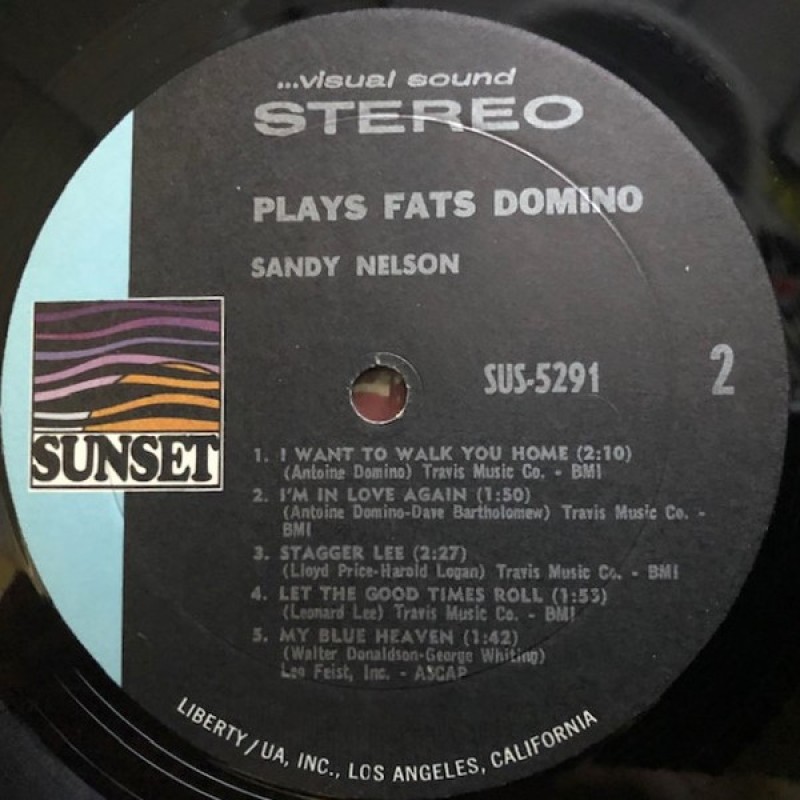 ...visual sound
STEREO
PLAYS FATS DOMINO
SANDY NELSON
SUS-5291
2
SUNSET
1. I WANT TO WALK YOU HOME (2:10)
(Antoine Domino) Travis Music Co. - BMI
2. I'M IN LOVE AGAIN (1:50)
(Antoine Domino-Dave Bartholomew) Travis Music Co. -
BMI
3. STAGGER LEE (2:27)
(Lloyd Price-Harold Logan) Travis Music Co. - BMI
4. LET THE GOOD TIMES ROLL (1:53)
(Leonard Lee) Travis Music Co. - BMI
5. MY BLUE HEAVEN (1:42)
(Walter Donaldson-George Whiting)
Leo Feist, Inc. - ASCAP
LIBERTY/UA, INC., LOS ANGELES, CALIFORNIA